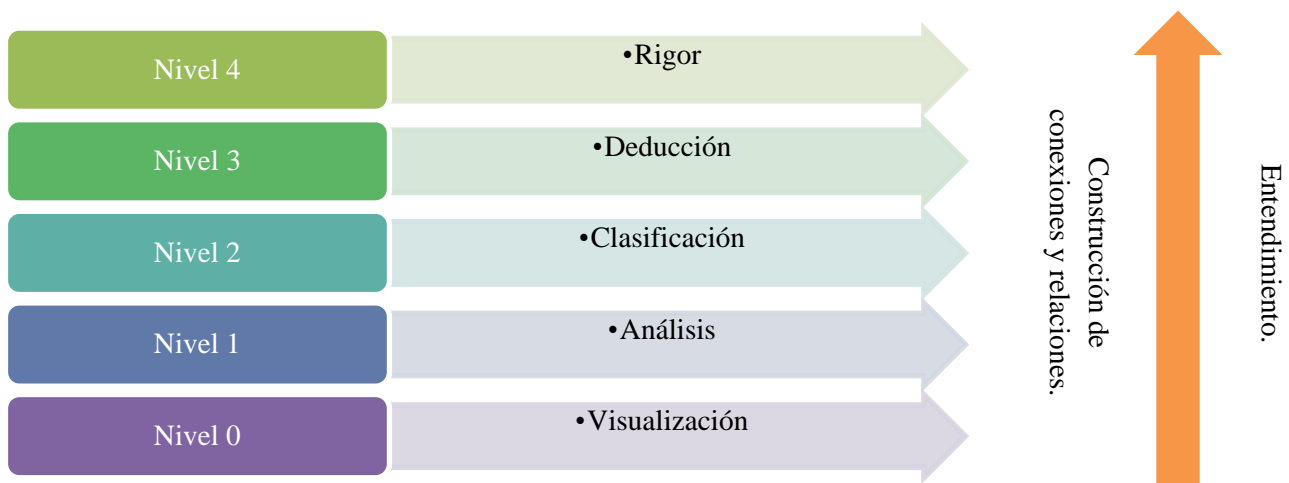 Nivel 4
•Rigor
Nivel 3
•Deducción
Nivel 2
•Clasificación
Nivel 1
•Análisis
Nivel 0
•Visualización
Construcción de
conexiones y relaciones.
Entendimiento.